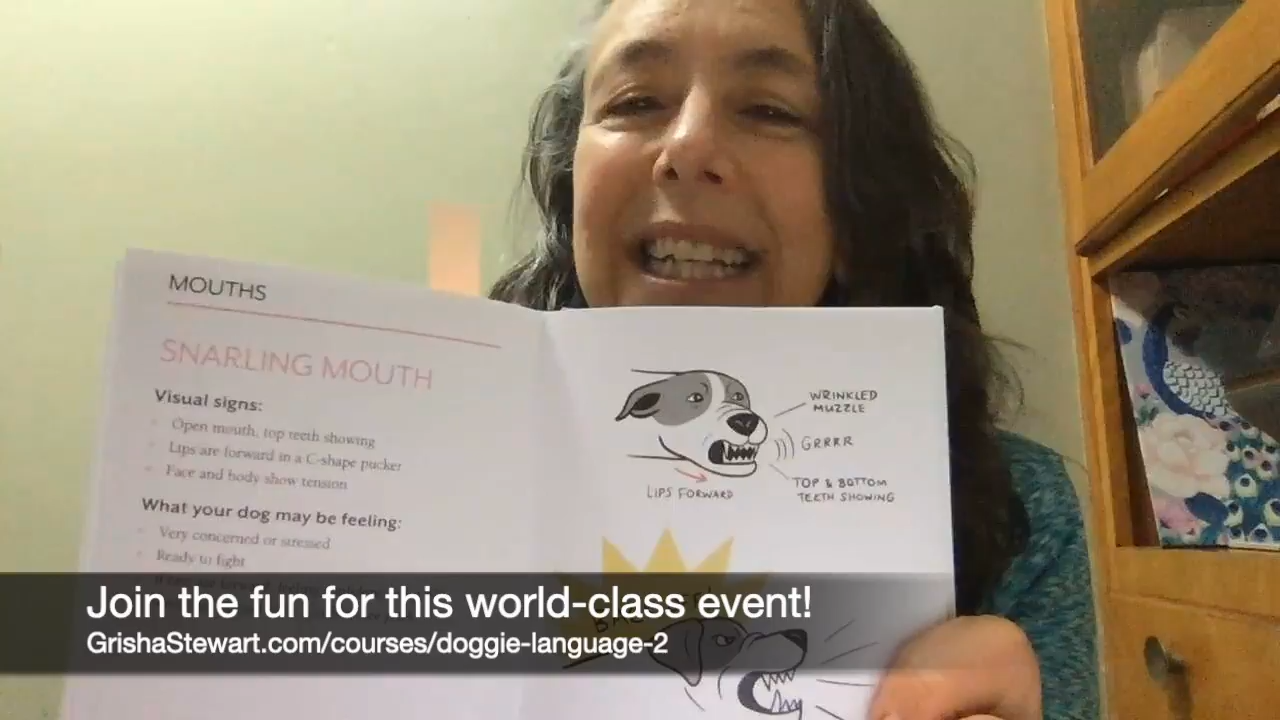 MOUTHS
SNARLING MOUTH
Visual signs:
Open mouth, top teeth showing
Lips are forward in a C-shape pucker
Face and body show tension
What your dog may be feeling:
Very concerned or stressed
Ready to fight
WRINKLED
MUZZLE
GRRRR
TOP & BOTTOM
TEETH SHOWING
LIPS FORWARD
Join the fun for this world-class event!
GrishaStewart.com/courses/doggie-language-2